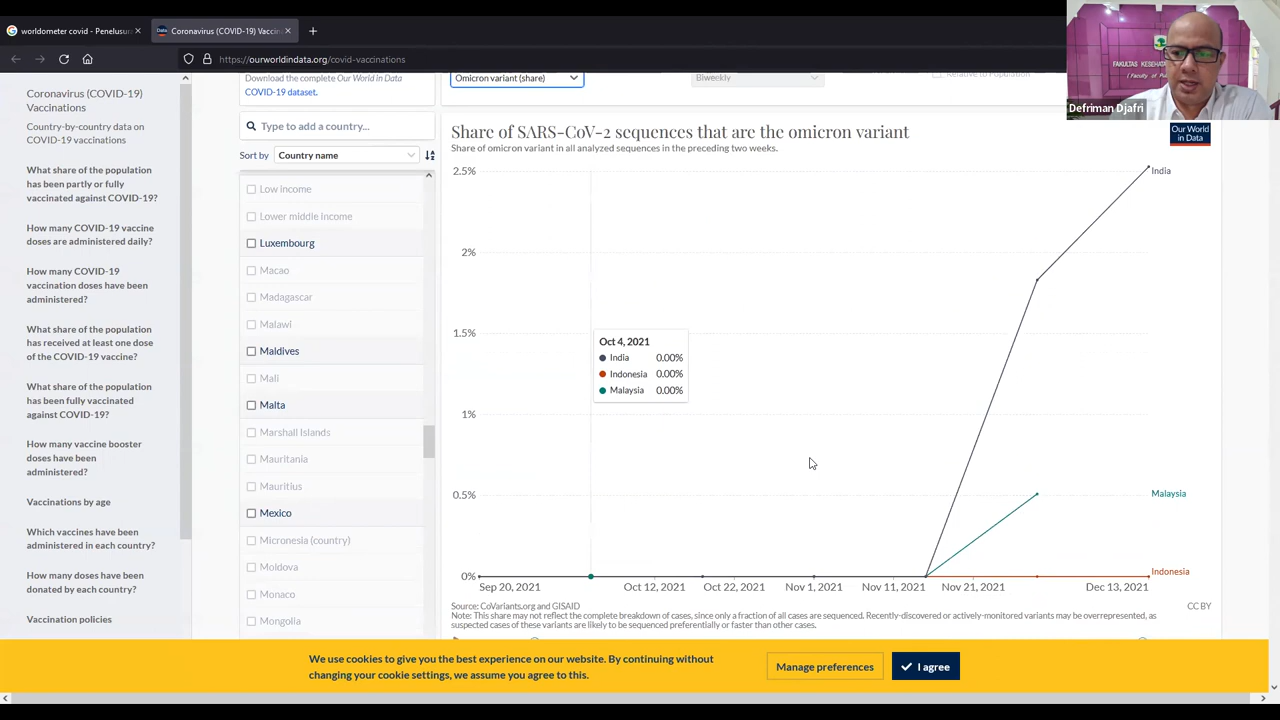 worldometer covid - Penelusu
Coronavirus (COVID-19) Vaccin
https://ourworldindata.org/covid-vaccinations
FAKULTAS KESEHATA
(Faculty of Pu
Defriman Djafri
Coronavirus (COVID-19)
Vaccinations
Country-by-country data on
COVID-19 vaccinations
What share of the population
has been partly or fully
vaccinated against COVID-19?
How many COVID-19 vaccine
doses are administered daily?
How many COVID-19
vaccination doses have been
administered?
What share of the population
has received at least one dose
of the COVID-19 vaccine?
What share of the population
has been fully vaccinated
against COVID-19?
How many vaccine booster
doses have been
administered?
Vaccinations by age
Which vaccines have been
administered in each country?
How many doses have been
donated by each country?
Vaccination policies
Download the complete Our World in Data
COVID-19 dataset.
Type to add a country...
Sort by Country name
Low income
Lower middle income
Luxembourg
Macao
Madagascar
Malawi
Maldives
Mali
Malta
Marshall Islands
Mauritania
Mauritius
Mexico
Micronesia (country)
Moldova
Monaco
Mongolia
Omicron variant (share)
Biweekly
Relative to Population
Share of SARS-CoV-2 sequences that are the omicron variant
Share of omicron variant in all analyzed sequences in the preceding two weeks.
Our World
in Data
2.5%
India
2%
1.5%
Oct 4, 2021
India 0.00%
Indonesia 0.00%
Malaysia 0.00%
1%
0.5%
Malaysia
0%
Indonesia
Sep 20, 2021 Oct 12, 2021 Oct 22, 2021 Nov 1, 2021 Nov 11, 2021 Nov 21, 2021 Dec 13, 2021
Source: CoVariants.org and GISAID
CC BY
Note: This share may not reflect the complete breakdown of cases, since only a fraction of all cases are sequenced. Recently-discovered or actively-monitored variants may be overrepresented, as
suspected cases of these variants are likely to be sequenced preferentially or faster than other cases.
We use cookies to give you the best experience on our website. By continuing without
changing your cookie settings, we assume you agree to this.
Manage preferences
I agree